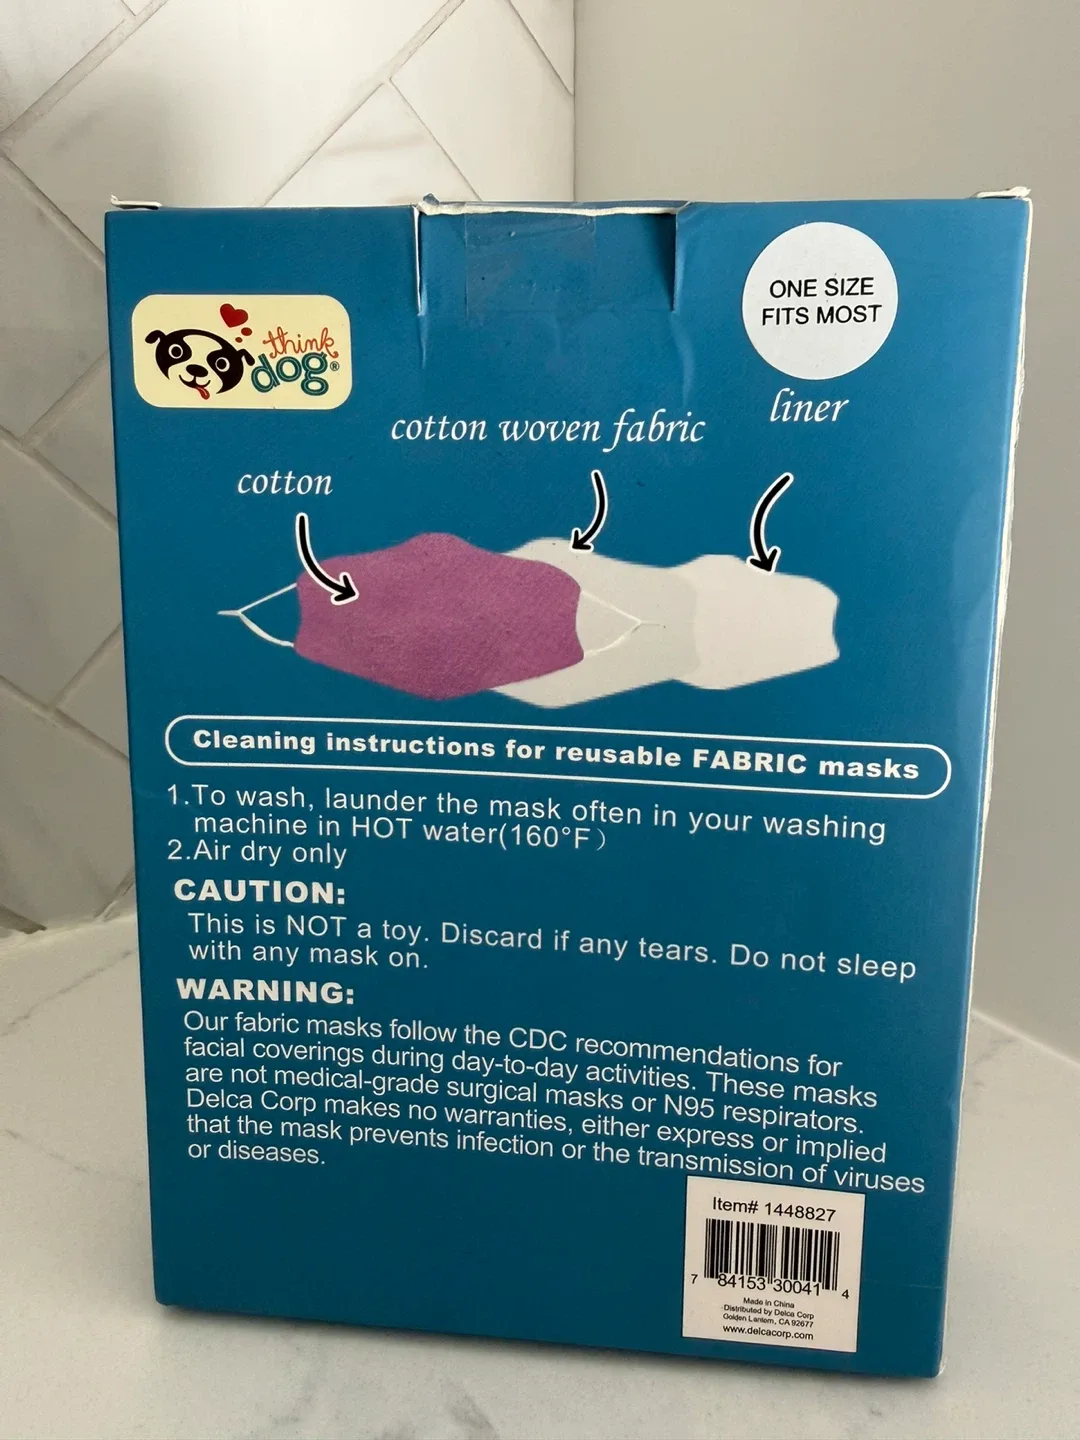 think
dog®
ONE SIZE
FITS MOST
liner
cotton woven fabric
cotton
Cleaning instructions for reusable FABRIC masks
1.To wash, launder the mask often in your washing
machine in HOT water(160°F)
2.Air dry only
CAUTION:
This is NOT a toy. Discard if any tears. Do not sleep
with any mask on.
WARNING:
Our fabric masks follow the CDC recommendations for
facial coverings during day-to-day activities. These masks
are not medical-grade surgical masks or N95 respirators.
Delca Corp makes no warranties, either express or implied
that the mask prevents infection or the transmission of viruses
or diseases.
Item# 1448827
7 84153 30041 4
Made in China
Distributed by Delca Corp
Golden Lantern, CA 92677
www.delcacorp.com